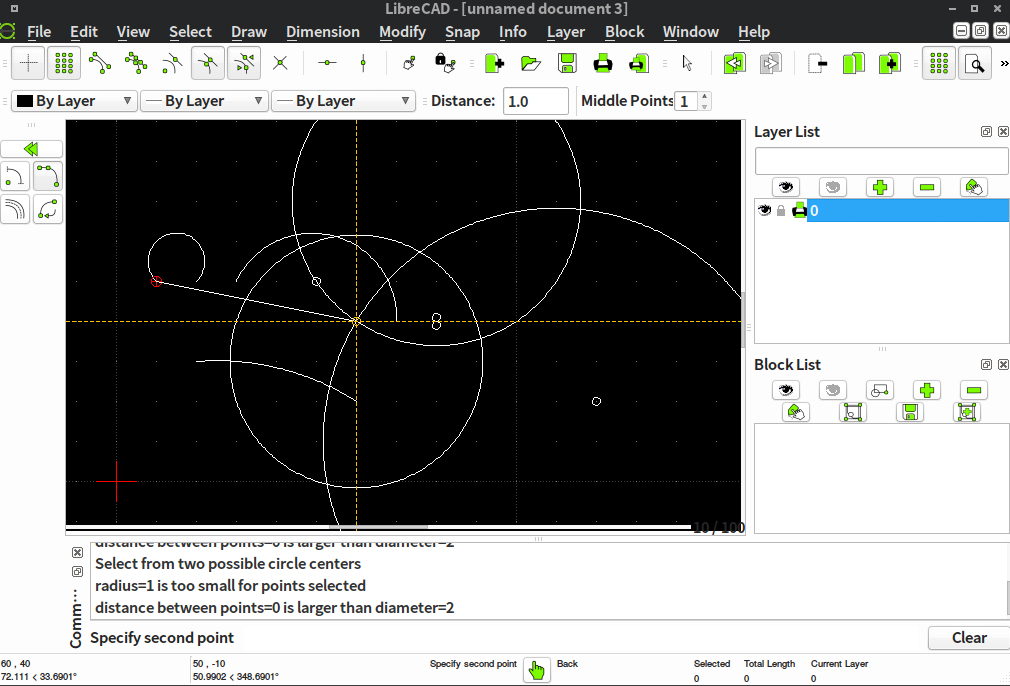 LibreCAD - [unnamed document 3]
File Edit View Select Draw Dimension Modify Snap Info Layer Block Window Help
»
By Layer By Layer By Layer Distance: 1.0 Middle Points 1
Layer List
0
Block List
10 / 100
distance between points=0 is larger than diameter=2
Select from two possible circle centers
radius=1 is too small for points selected
distance between points=0 is larger than diameter=2
Comm...
Specify second point
Clear
60 , 40 50 , -10 Specify second point Back Selected Total Length Current Layer
72.111 < 33.6901° 50.9902 < 348.6901° 0 0 0